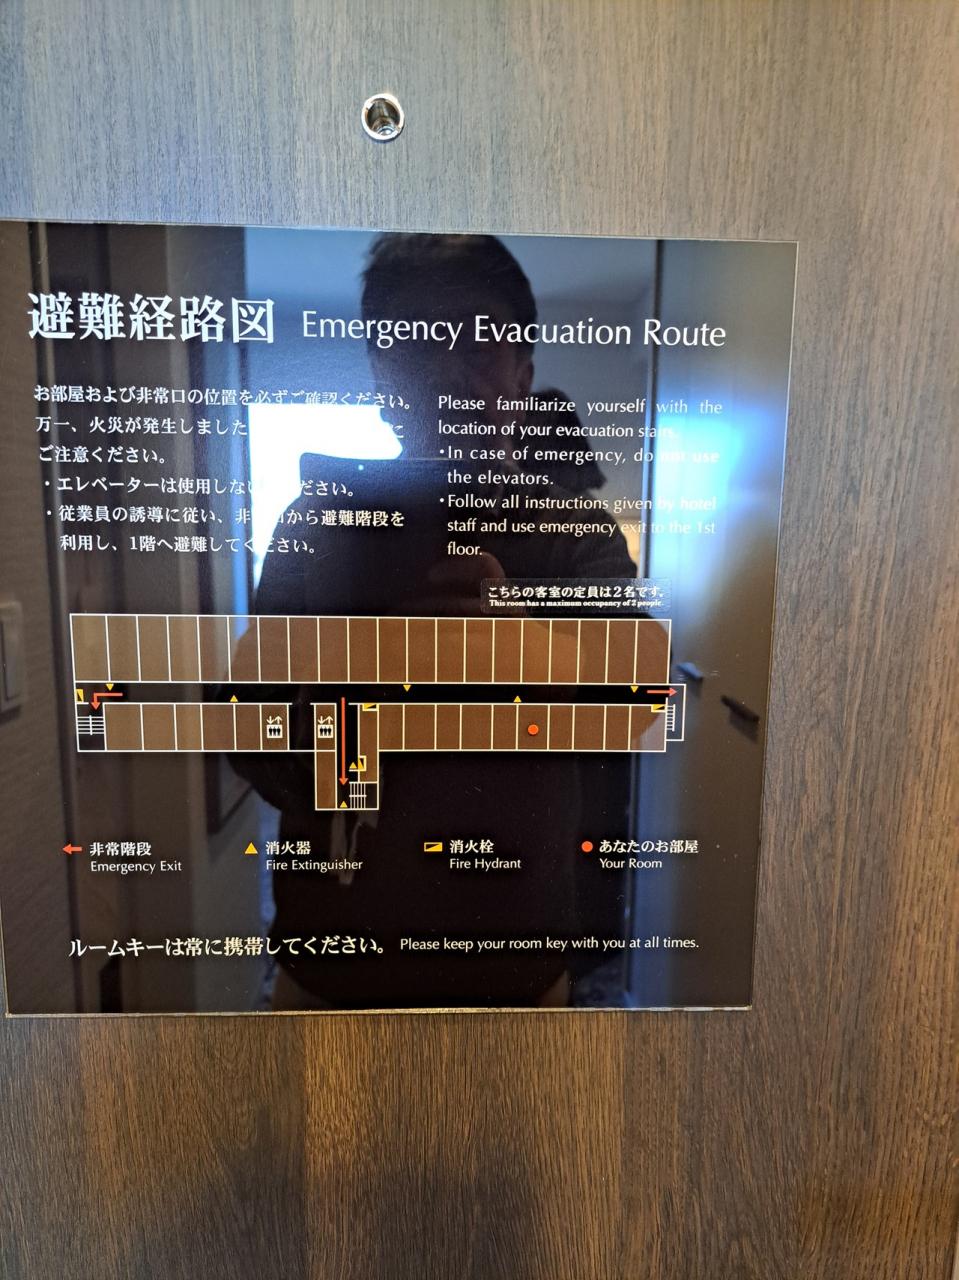 避難経路図 Emergency Evacuation Route
お部屋および非常口の位置を必ずご確認ください。
万一、火災が発生しました
ご注意ください。
・エレベーターは使用しない ださい。
・従業員の誘導に従い、非 口から避難階段を
利用し、1階へ避難してください。
Please familiarize yourself with the
location of your evacuation stairs.
•In case of emergency, do not use
the elevators.
•Follow all instructions given by hotel
staff and use emergency exit to the 1st
floor.
こちらの客室の定員は2名です。
This room has a maximum occupancy of 2 people.
非常階段
Emergency Exit
消火器
Fire Extinguisher
消火栓
Fire Hydrant
あなたのお部屋
Your Room
ルームキーは常に携帯してください。 Please keep your room key with you at all times.